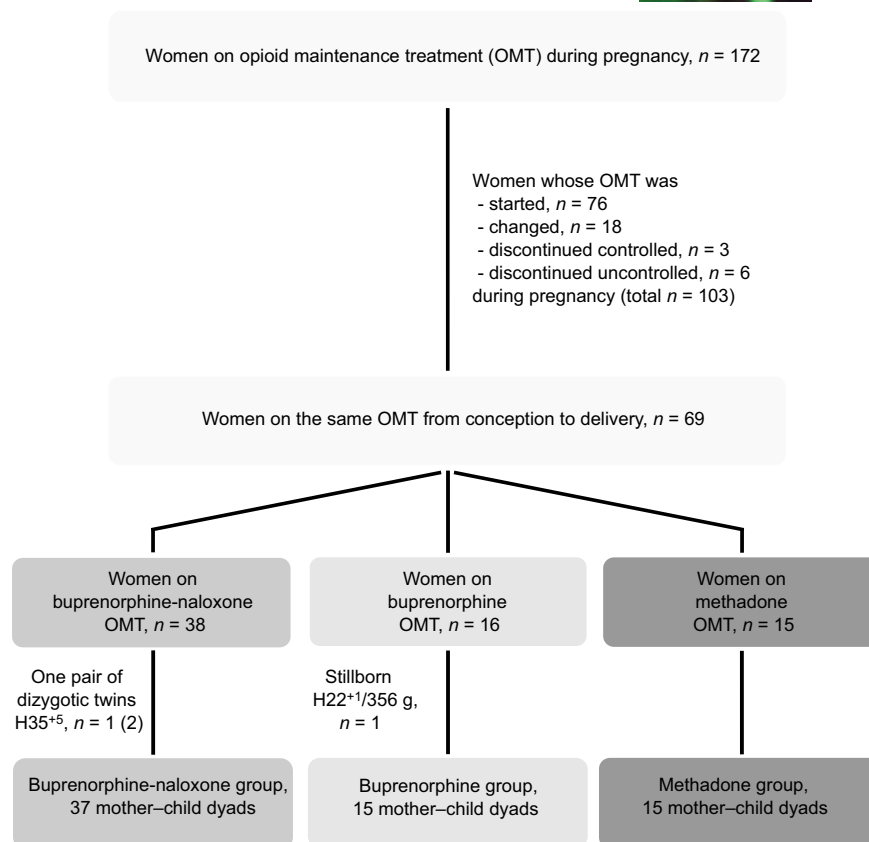 Women on opioid maintenance treatment (OMT) during pregnancy, n = 172
Women whose OMT was
- started, n = 76
- changed, n = 18
- discontinued controlled, n = 3
- discontinued uncontrolled, n = 6
during pregnancy (total n = 103)
Women on the same OMT from conception to delivery, n = 69
Women on
buprenorphine-naloxone
OMT, n = 38
Women on
buprenorphine
OMT, n = 16
Women on
methadone
OMT, n = 15
One pair of
dizygotic twins
H35⁺⁵, n = 1 (2)
Stillborn
H22⁺¹/356 g,
n = 1
Buprenorphine-naloxone group,
37 mother–child dyads
Buprenorphine group,
15 mother–child dyads
Methadone group,
15 mother–child dyads